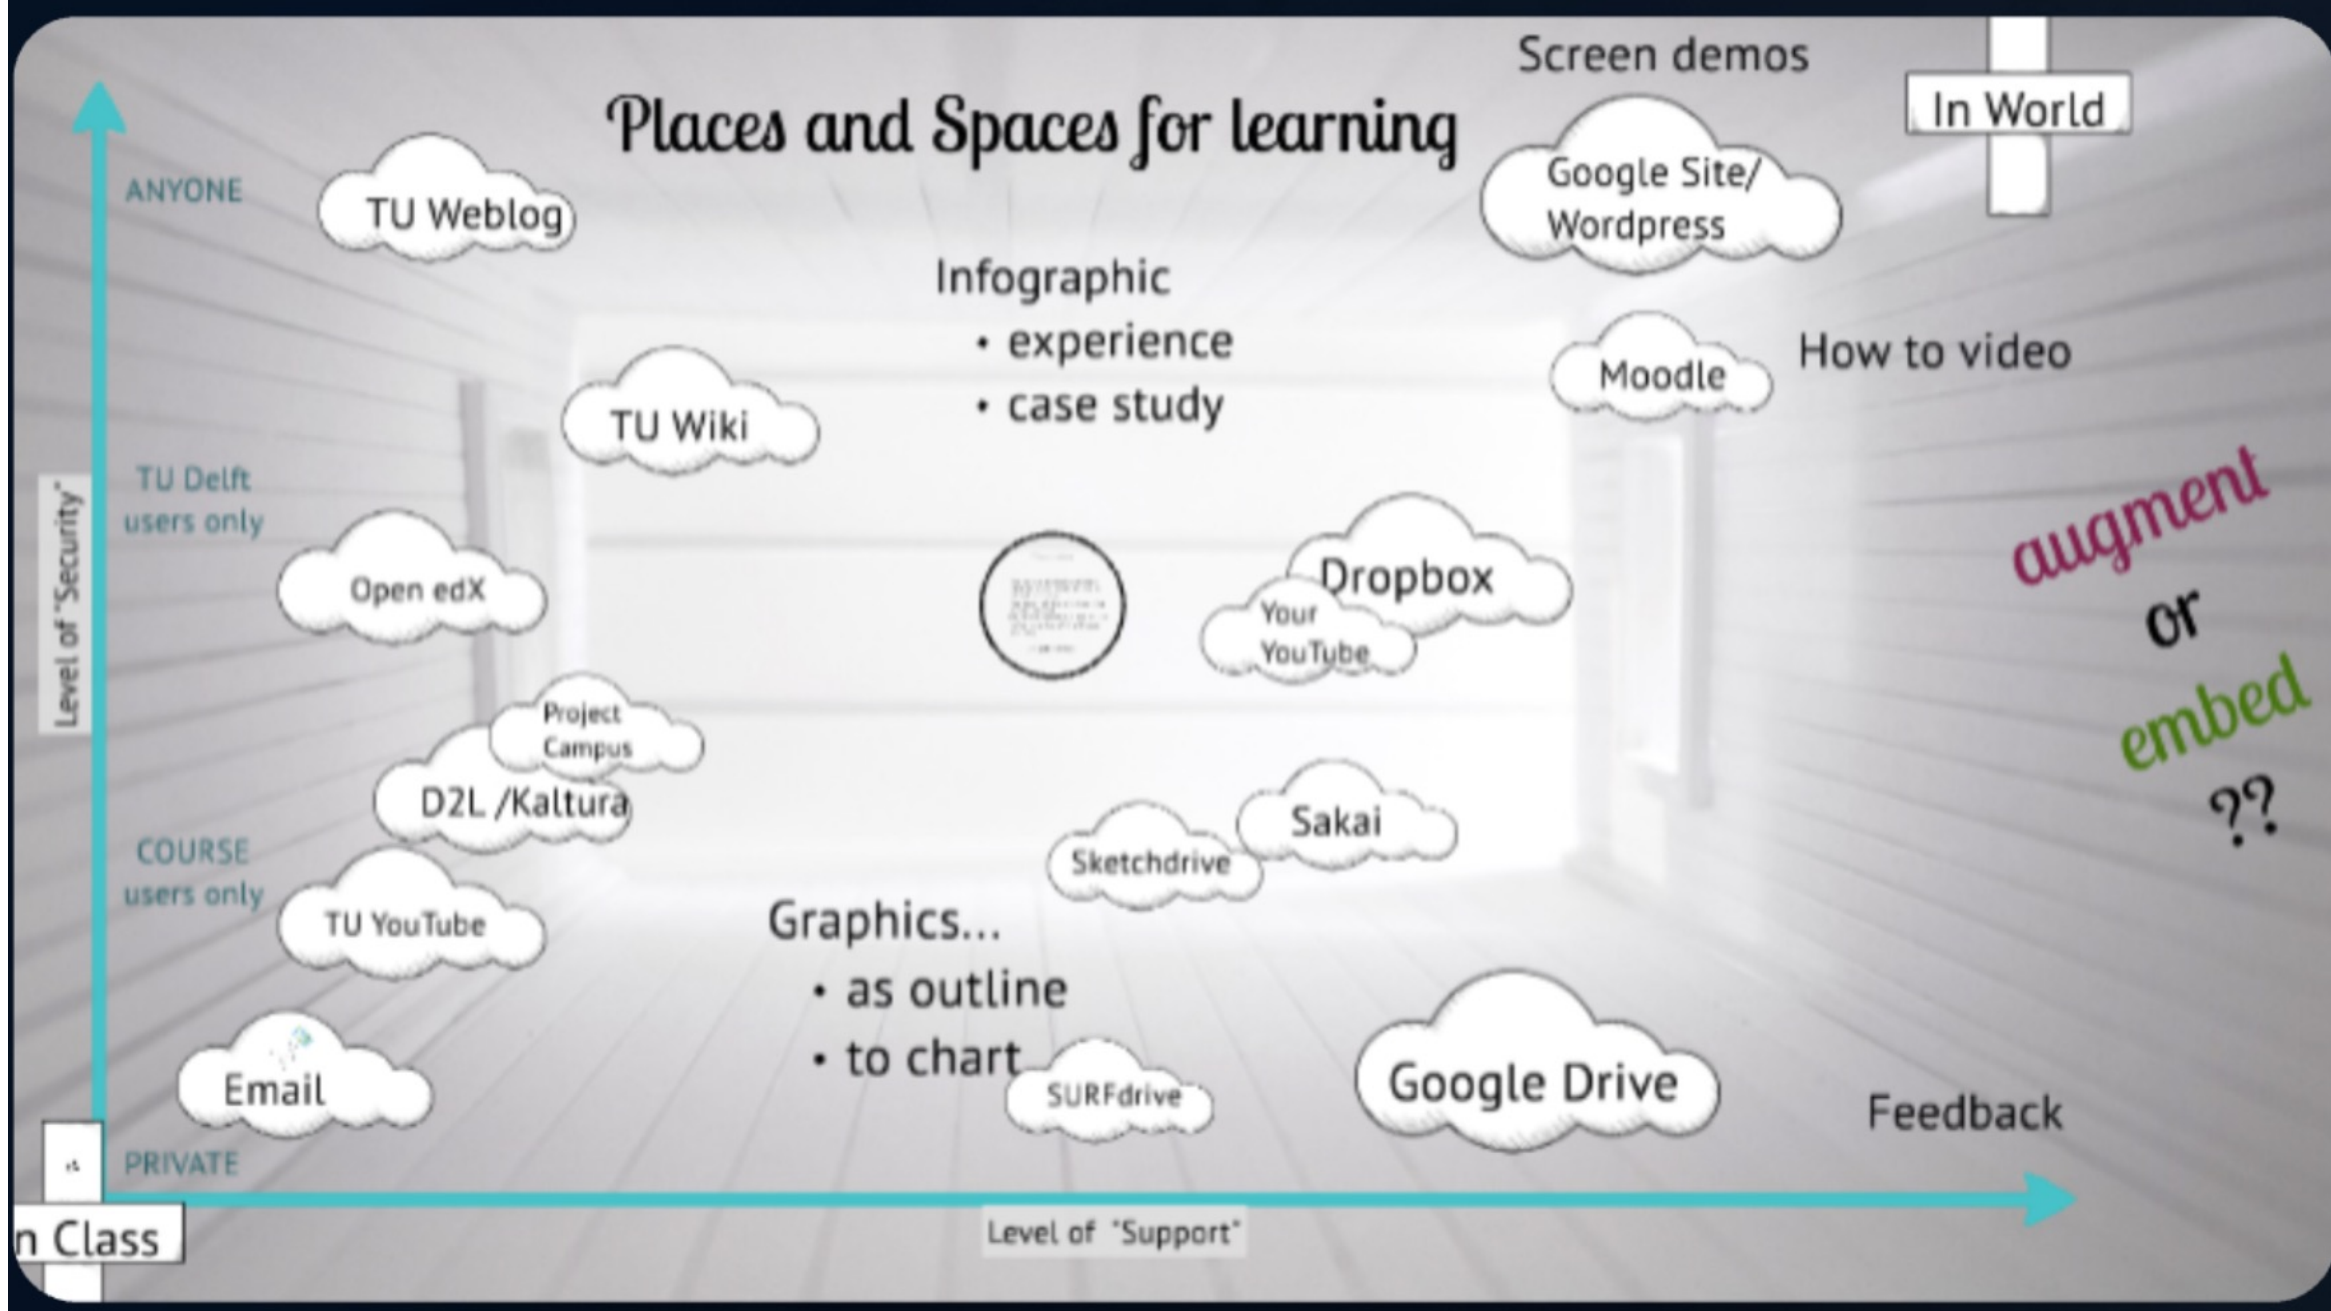 Screen demos
In World
Places and Spaces for learning
ANYONE
TU Weblog
Google Site/
Wordpress
Infographic
• experience
• case study
TU Wiki
Moodle
How to video
TU Delft
users only
Level of "Security"
Open edX
Dropbox
Your
YouTube
augment
or
embed
??
Project
Campus
D2L /Kaltura
Sakai
Sketchdrive
COURSE
users only
TU YouTube
Graphics...
• as outline
• to chart
Email
SURFdrive
Google Drive
Feedback
PRIVATE
n Class
Level of "Support"